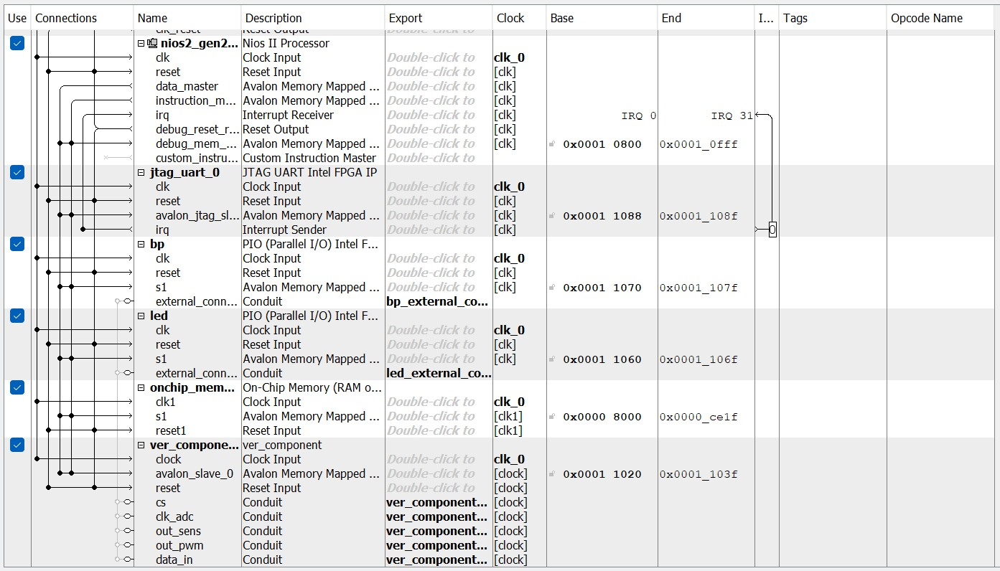 Use Connections Name Description Export Clock Base End I... Tags Opcode Name
clk_reset Reset Output Double-click to
nios2_gen2... Nios II Processor
clk Clock Input Double-click to clk_0
reset Reset Input Double-click to [clk]
data_master Avalon Memory Mapped ... Double-click to [clk]
instruction_m... Avalon Memory Mapped ... Double-click to [clk]
irq Interrupt Receiver Double-click to [clk] IRQ 0 IRQ 31
debug_reset_r... Reset Output Double-click to [clk]
debug_mem_... Avalon Memory Mapped ... Double-click to [clk] 0x0001 0800 0x0001_0fff
custom_instru... Custom Instruction Master Double-click to
jtag_uart_0 JTAG UART Intel FPGA IP
clk Clock Input Double-click to clk_0
reset Reset Input Double-click to [clk]
avalon_jtag_sl... Avalon Memory Mapped ... Double-click to [clk] 0x0001 1088 0x0001_108f
irq Interrupt Sender Double-click to [clk] 0
bp PIO (Parallel I/O) Intel F...
clk Clock Input Double-click to clk_0
reset Reset Input Double-click to [clk]
s1 Avalon Memory Mapped ... Double-click to [clk] 0x0001 1070 0x0001_107f
external_conn... Conduit bp_external_co...
led PIO (Parallel I/O) Intel F...
clk Clock Input Double-click to clk_0
reset Reset Input Double-click to [clk]
s1 Avalon Memory Mapped ... Double-click to [clk] 0x0001 1060 0x0001_106f
external_conn... Conduit led_external_co...
onchip_mem... On-Chip Memory (RAM o...
clk1 Clock Input Double-click to clk_0
s1 Avalon Memory Mapped ... Double-click to [clk1] 0x0000 8000 0x0000_ce1f
reset1 Reset Input Double-click to [clk1]
ver_compone... ver_component
clock Clock Input Double-click to clk_0
avalon_slave_0 Avalon Memory Mapped ... Double-click to [clock] 0x0001 1020 0x0001_103f
reset Reset Input Double-click to [clock]
cs Conduit ver_component... [clock]
clk_adc Conduit ver_component... [clock]
out_sens Conduit ver_component... [clock]
out_pwm Conduit ver_component... [clock]
data_in Conduit ver_component... [clock]